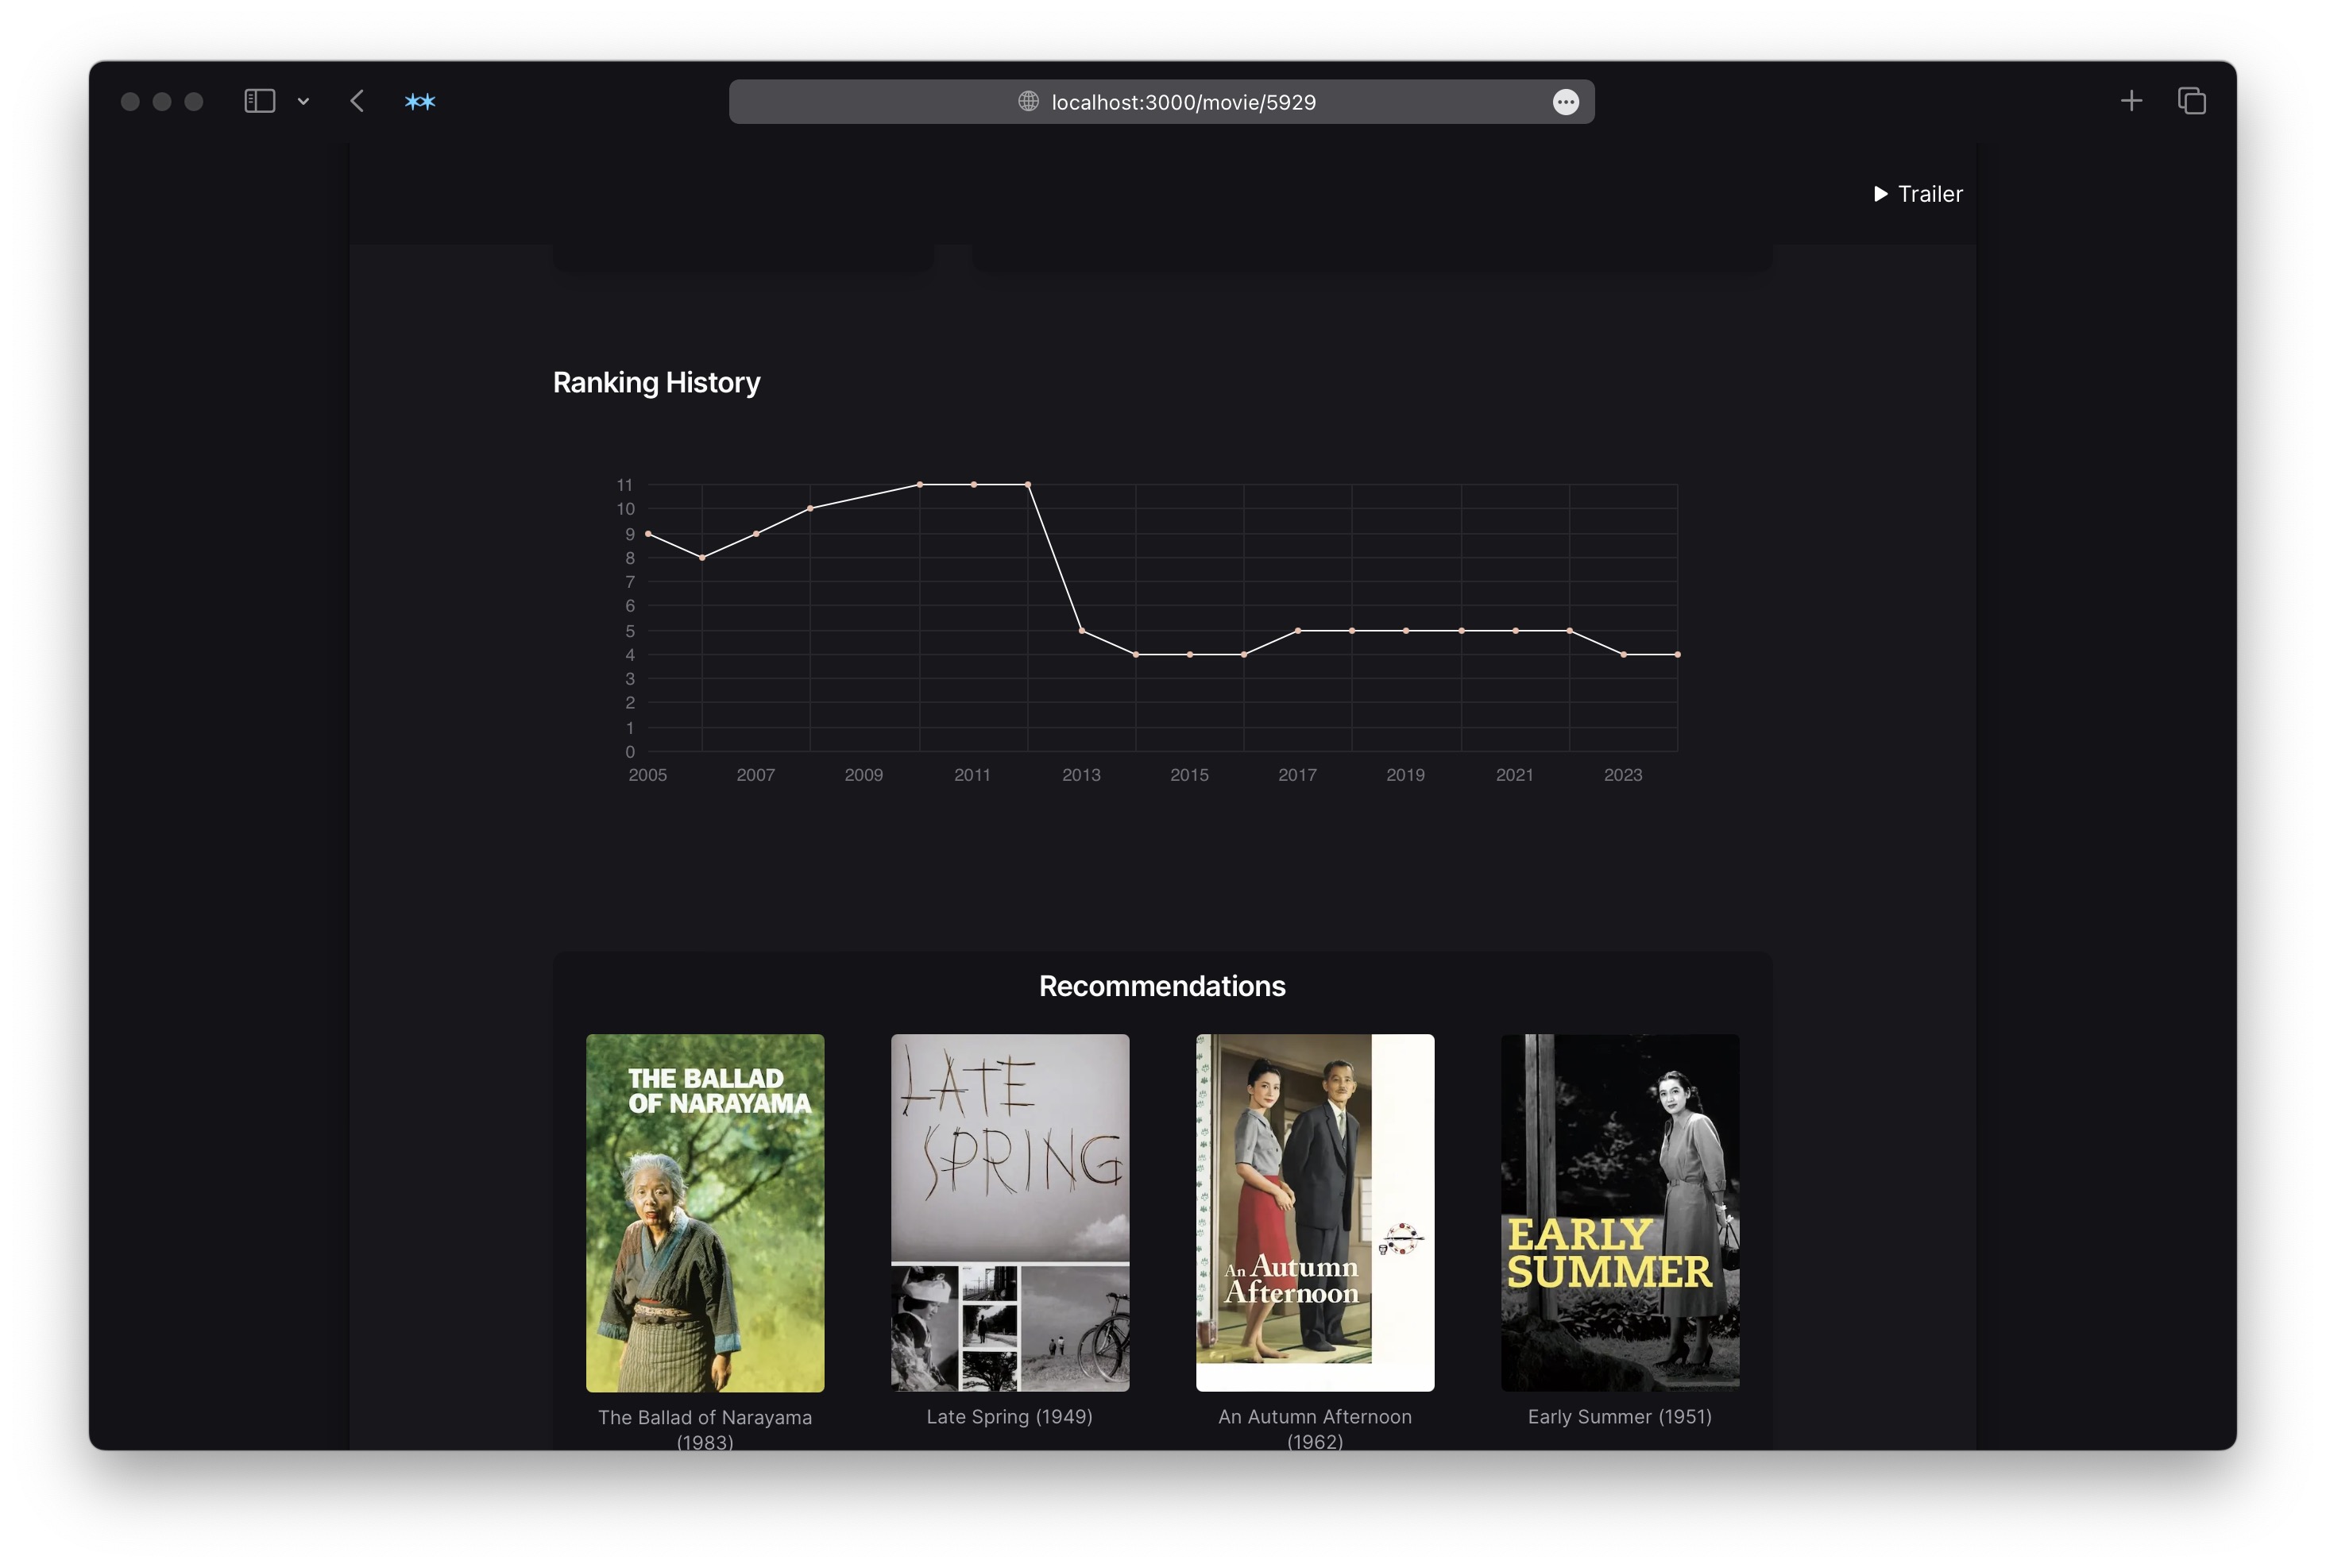 localhost:3000/movie/5929
Trailer
Ranking History
11
10
9
8
7
6
5
4
3
2
1
0
2005 2007 2009 2011 2013 2015 2017 2019 2021 2023
Recommendations
THE BALLAD
OF NARAYAMA
LATE
SPRING
An Autumn
Afternoon
EARLY
SUMMER
The Ballad of Narayama
(1983)
Late Spring (1949)
An Autumn Afternoon
(1962)
Early Summer (1951)